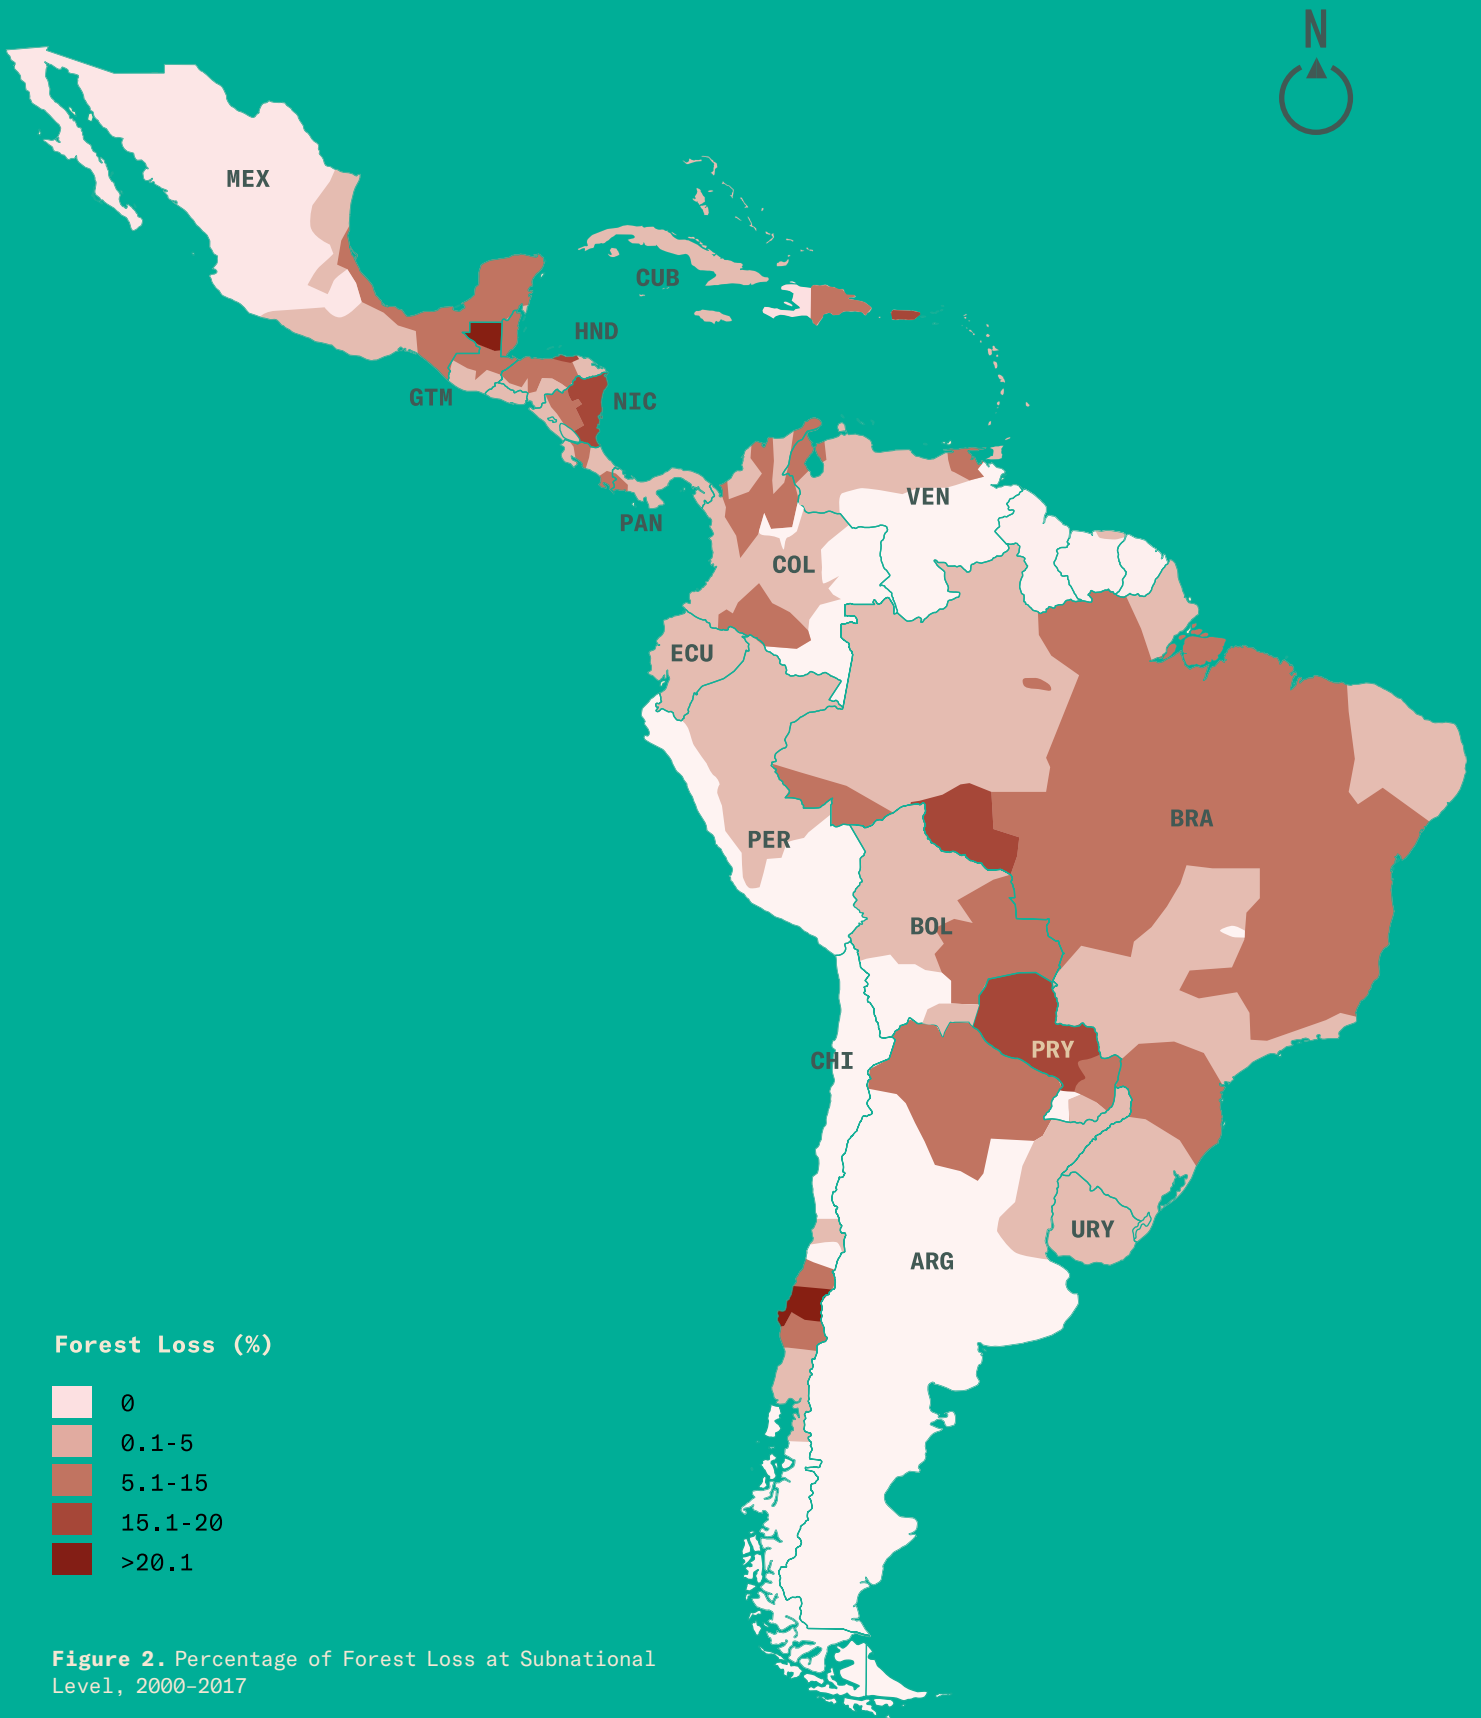 N
MEX
CUB
HND
GTM
NIC
VEN
PAN
COL
ECU
BRA
PER
BOL
PRY
CHI
URY
ARG
Forest Loss (%)
0
0.1-5
5.1-15
15.1-20
>20.1
Figure 2. Percentage of Forest Loss at Subnational
Level, 2000-2017